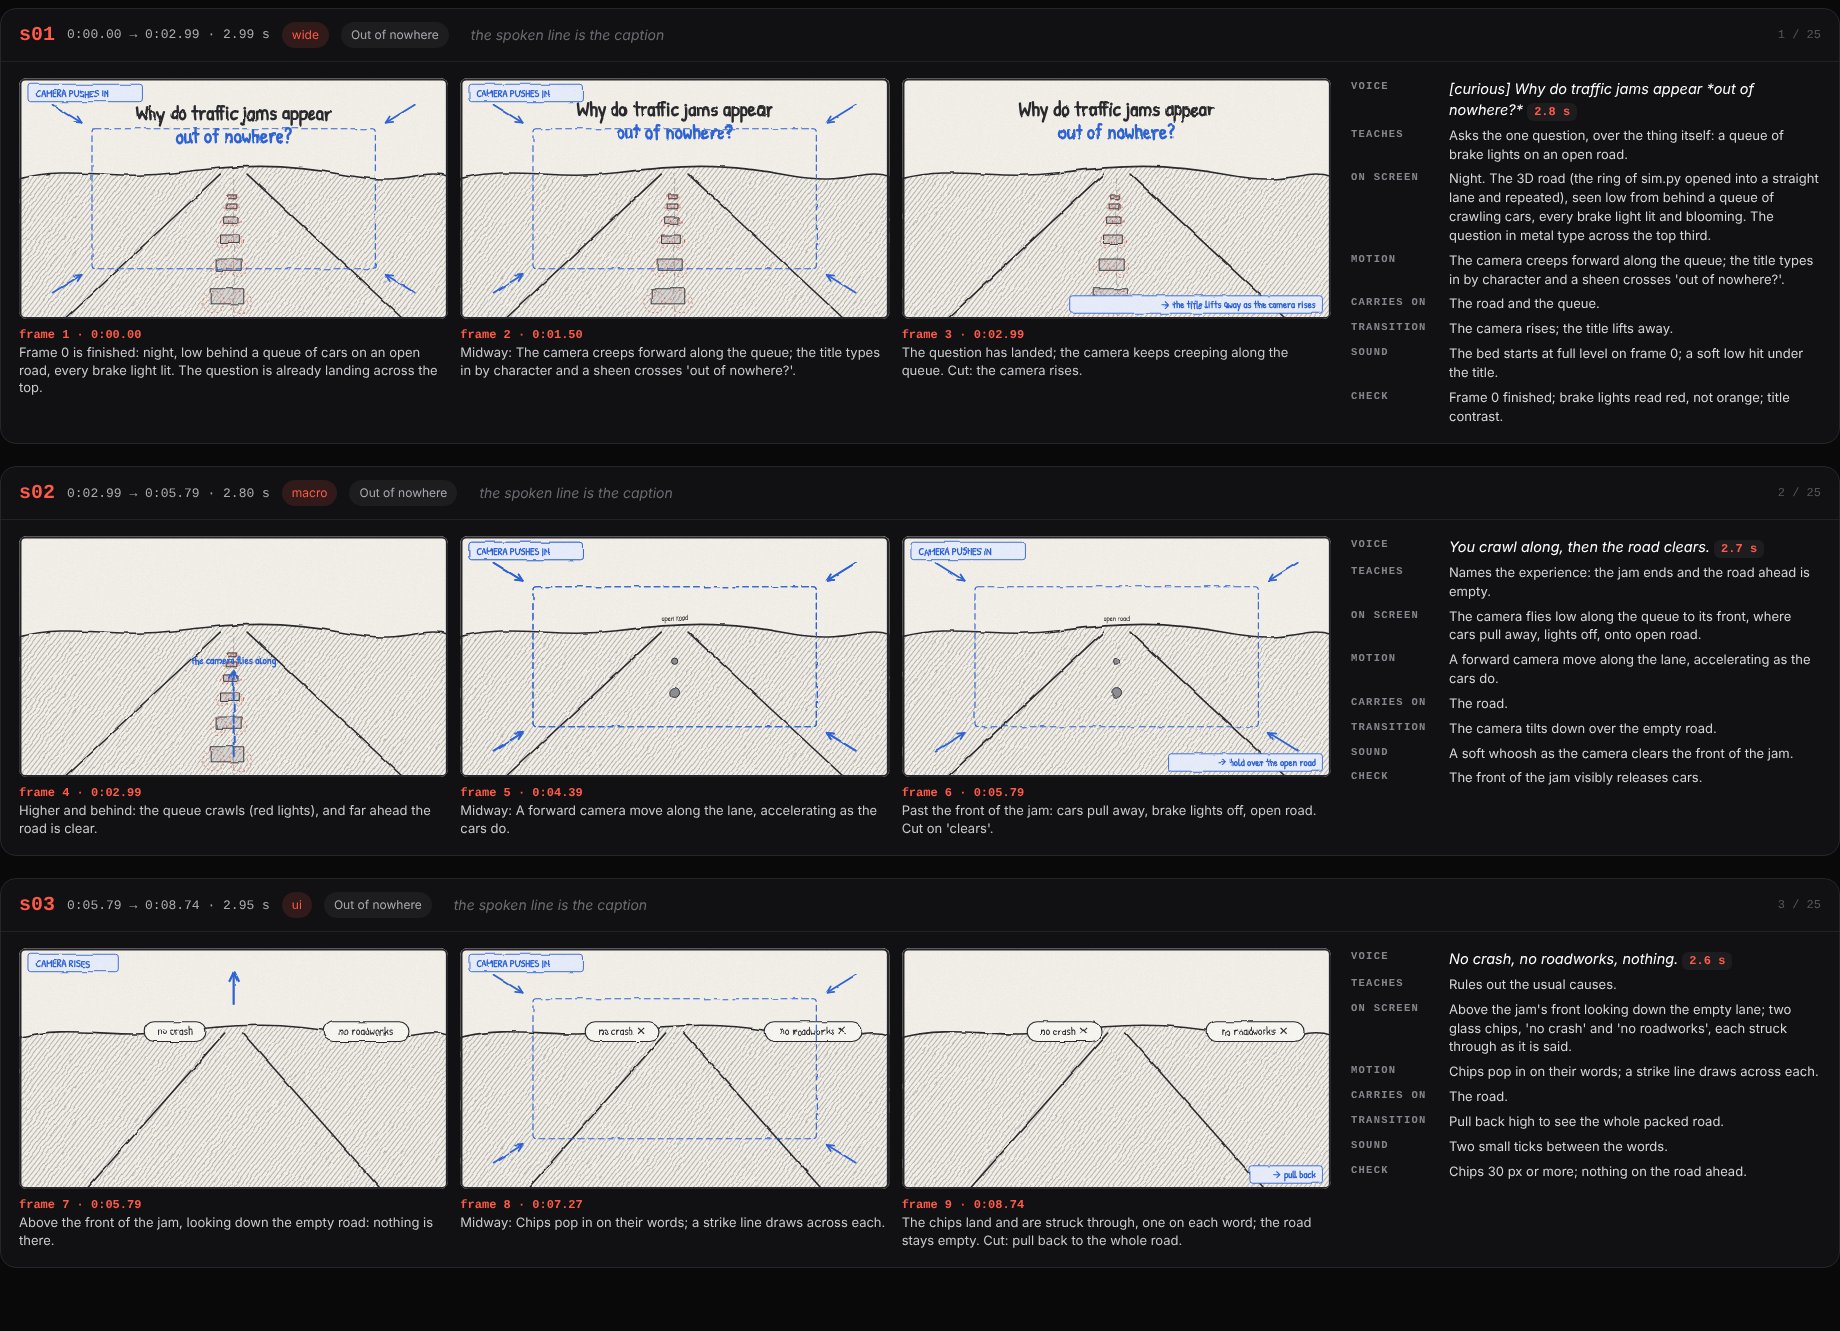 s01 0:00.00 → 0:02.99 · 2.99 s wide Out of nowhere the spoken line is the caption 1 / 25
CAMERA PUSHES IN
Why do traffic jams appear
out of nowhere?
CAMERA PUSHES IN
Why do traffic jams appear
out of nowhere?
Why do traffic jams appear
out of nowhere?
→ the title lifts away as the camera rises
frame 1 · 0:00.00
Frame 0 is finished: night, low behind a queue of cars on an open
road, every brake light lit. The question is already landing across the
top.
frame 2 · 0:01.50
Midway: The camera creeps forward along the queue; the title types
in by character and a sheen crosses 'out of nowhere?'.
frame 3 · 0:02.99
The question has landed; the camera keeps creeping along the
queue. Cut: the camera rises.
VOICE [curious] Why do traffic jams appear *out of
nowhere?* 2.8 s
TEACHES Asks the one question, over the thing itself: a queue of
brake lights on an open road.
ON SCREEN Night. The 3D road (the ring of sim.py opened into a straight
lane and repeated), seen low from behind a queue of
crawling cars, every brake light lit and blooming. The
question in metal type across the top third.
MOTION The camera creeps forward along the queue; the title types
in by character and a sheen crosses 'out of nowhere?'.
CARRIES ON The road and the queue.
TRANSITION The camera rises; the title lifts away.
SOUND The bed starts at full level on frame 0; a soft low hit under
the title.
CHECK Frame 0 finished; brake lights read red, not orange; title
contrast.
s02 0:02.99 → 0:05.79 · 2.80 s macro Out of nowhere the spoken line is the caption 2 / 25
the camera flies along
CAMERA PUSHES IN
open road
CAMERA PUSHES IN
open road
→ hold over the open road
frame 4 · 0:02.99
Higher and behind: the queue crawls (red lights), and far ahead the
road is clear.
frame 5 · 0:04.39
Midway: A forward camera move along the lane, accelerating as the
cars do.
frame 6 · 0:05.79
Past the front of the jam: cars pull away, brake lights off, open road.
Cut on 'clears'.
VOICE You crawl along, then the road clears. 2.7 s
TEACHES Names the experience: the jam ends and the road ahead is
empty.
ON SCREEN The camera flies low along the queue to its front, where
cars pull away, lights off, onto open road.
MOTION A forward camera move along the lane, accelerating as the
cars do.
CARRIES ON The road.
TRANSITION The camera tilts down over the empty road.
SOUND A soft whoosh as the camera clears the front of the jam.
CHECK The front of the jam visibly releases cars.
s03 0:05.79 → 0:08.74 · 2.95 s ui Out of nowhere the spoken line is the caption 3 / 25
CAMERA RISES
no crash
no roadworks
CAMERA PUSHES IN
no crash ✕
no roadworks ✕
no crash ✕
no roadworks ✕
→ pull back
frame 7 · 0:05.79
Above the front of the jam, looking down the empty road: nothing is
there.
frame 8 · 0:07.27
Midway: Chips pop in on their words; a strike line draws across each.
frame 9 · 0:08.74
The chips land and are struck through, one on each word; the road
stays empty. Cut: pull back to the whole road.
VOICE No crash, no roadworks, nothing. 2.6 s
TEACHES Rules out the usual causes.
ON SCREEN Above the jam's front looking down the empty lane; two
glass chips, 'no crash' and 'no roadworks', each struck
through as it is said.
MOTION Chips pop in on their words; a strike line draws across each.
CARRIES ON The road.
TRANSITION Pull back high to see the whole packed road.
SOUND Two small ticks between the words.
CHECK Chips 30 px or more; nothing on the road ahead.